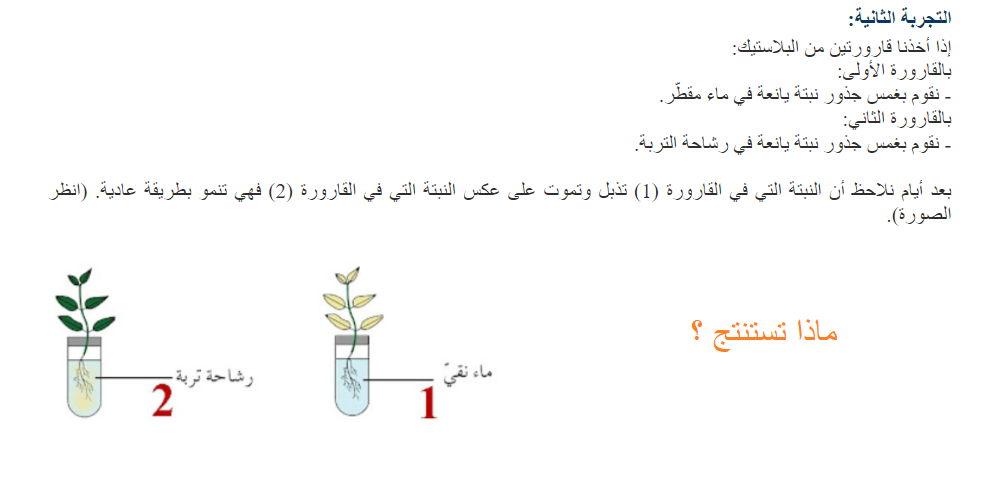 التجربة الثانية:
إذا أخذنا قارورتين من البلاستيك:
بالقارورة الأولى:
- نقوم بغمس جذور نبتة يانعة في ماء مقطّر.
بالقارورة الثاني:
- نقوم بغمس جذور نبتة يانعة في رشاحة التربة.
بعد أيام نلاحظ أن النبتة التي في القارورة (1) تذبل وتموت على عكس النبتة التي في القارورة (2) فهي تنمو بطريقة عادية. (انظر
الصورة).
ماذا تستنتج ؟
ماء نقيّ
1
رشاحة تربة
2